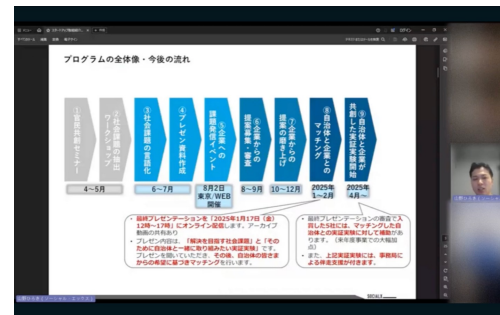 プログラムの全体像・今後の流れ
①官民共創セミナー
②社会課題の抽出
ワークショップ
③社会課題の言語化
④プレゼン資料作成
⑤企業への
課題発信イベント
⑥企業からの
提案募集・審査
⑦企業からの
提案の磨き上げ
⑧自治体と企業との
マッチング
⑨自治体と企業が
共創した実証実験開始
4~5月
6~7月
8月2日
東京/WEB
開催
8~9月
10~12月
2025年
1~2月
2025年
4月~
• 最終プレゼンテーションを「2025年1月17日(金)
12時~17時」にオンライン配信します。アーカイブ
動画の共有あり
• プレゼン内容は、「解決を目指す社会課題」と「その
ために自治体と一緒に取り組みたい実証実験」です。
プレゼンを聞いていただき、その後、自治体の皆さま
からの希望に基づきマッチングを行います。
• 最終プレゼンテーションの審査で入
賞した5社には、マッチングした自治
体との実証実験に対して補助があ
ります。(来年度事業での大幅加
点)
• また、上記実証実験には、事務局に
よる伴走支援が付きます。